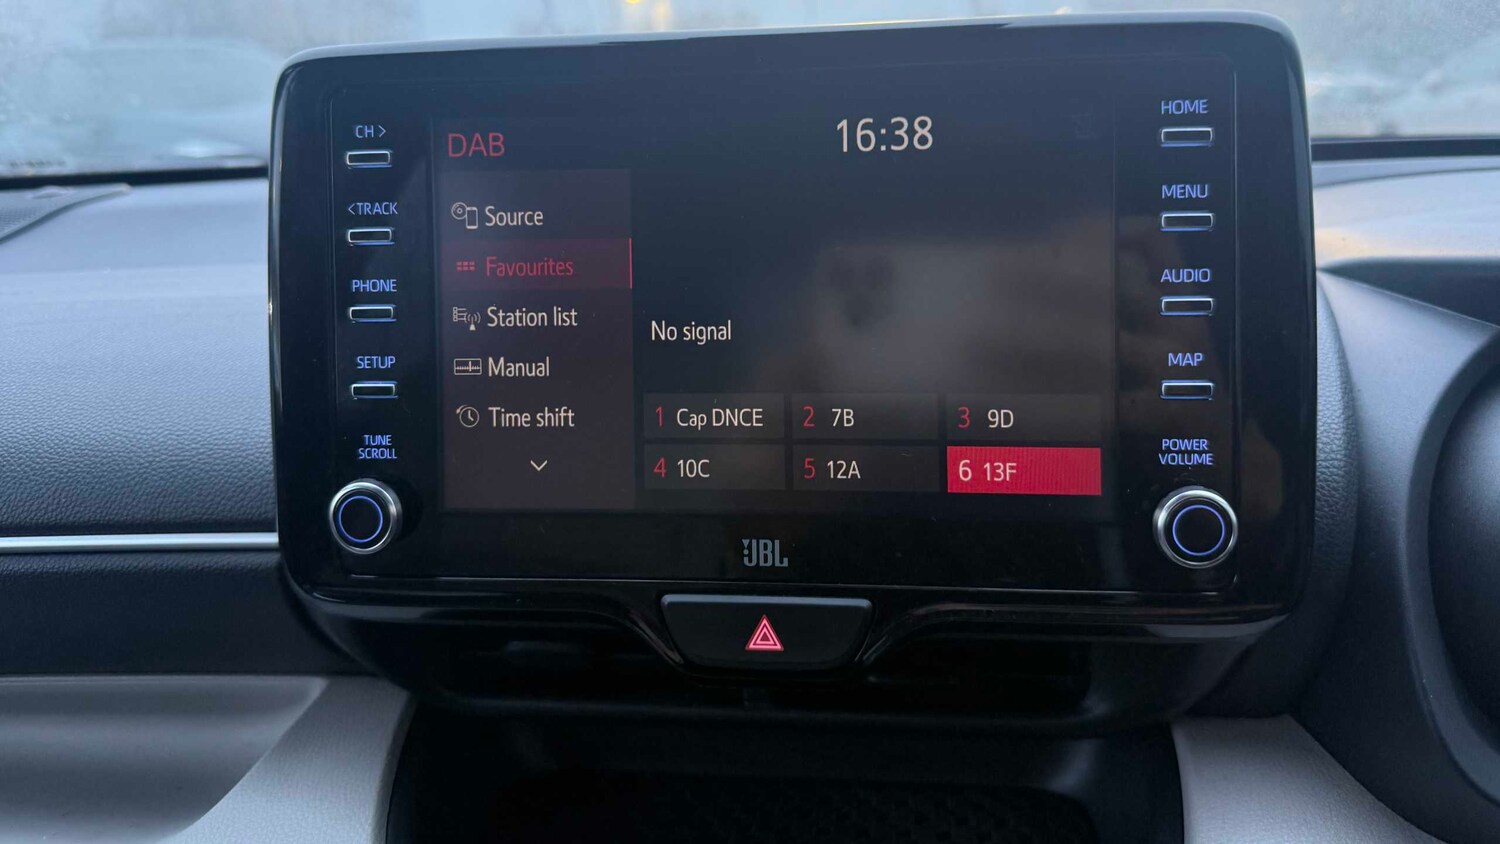 CH >
<TRACK
PHONE
SETUP
TUNE
SCROLL
DAB
16:38
Source
Favourites
Station list
Manual
Time shift
No signal
1 Cap DNCE
2 7B
3 9D
4 10C
5 12A
6 13F
HOME
MENU
AUDIO
MAP
POWER
VOLUME
JBL